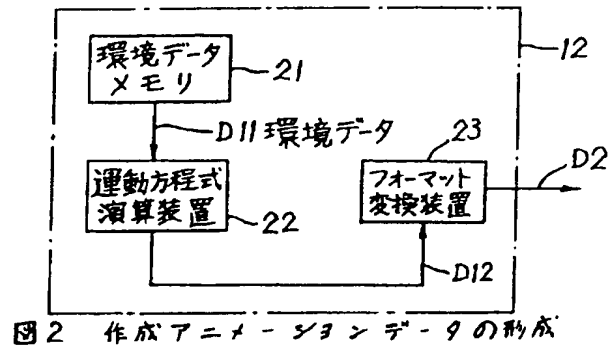 12
環境データ
メモリ
21
D11 環境データ
運動方程式
演算装置
22
23
フォーマット
変換装置
D2
D12
図2 作成アニメーションデータの形成